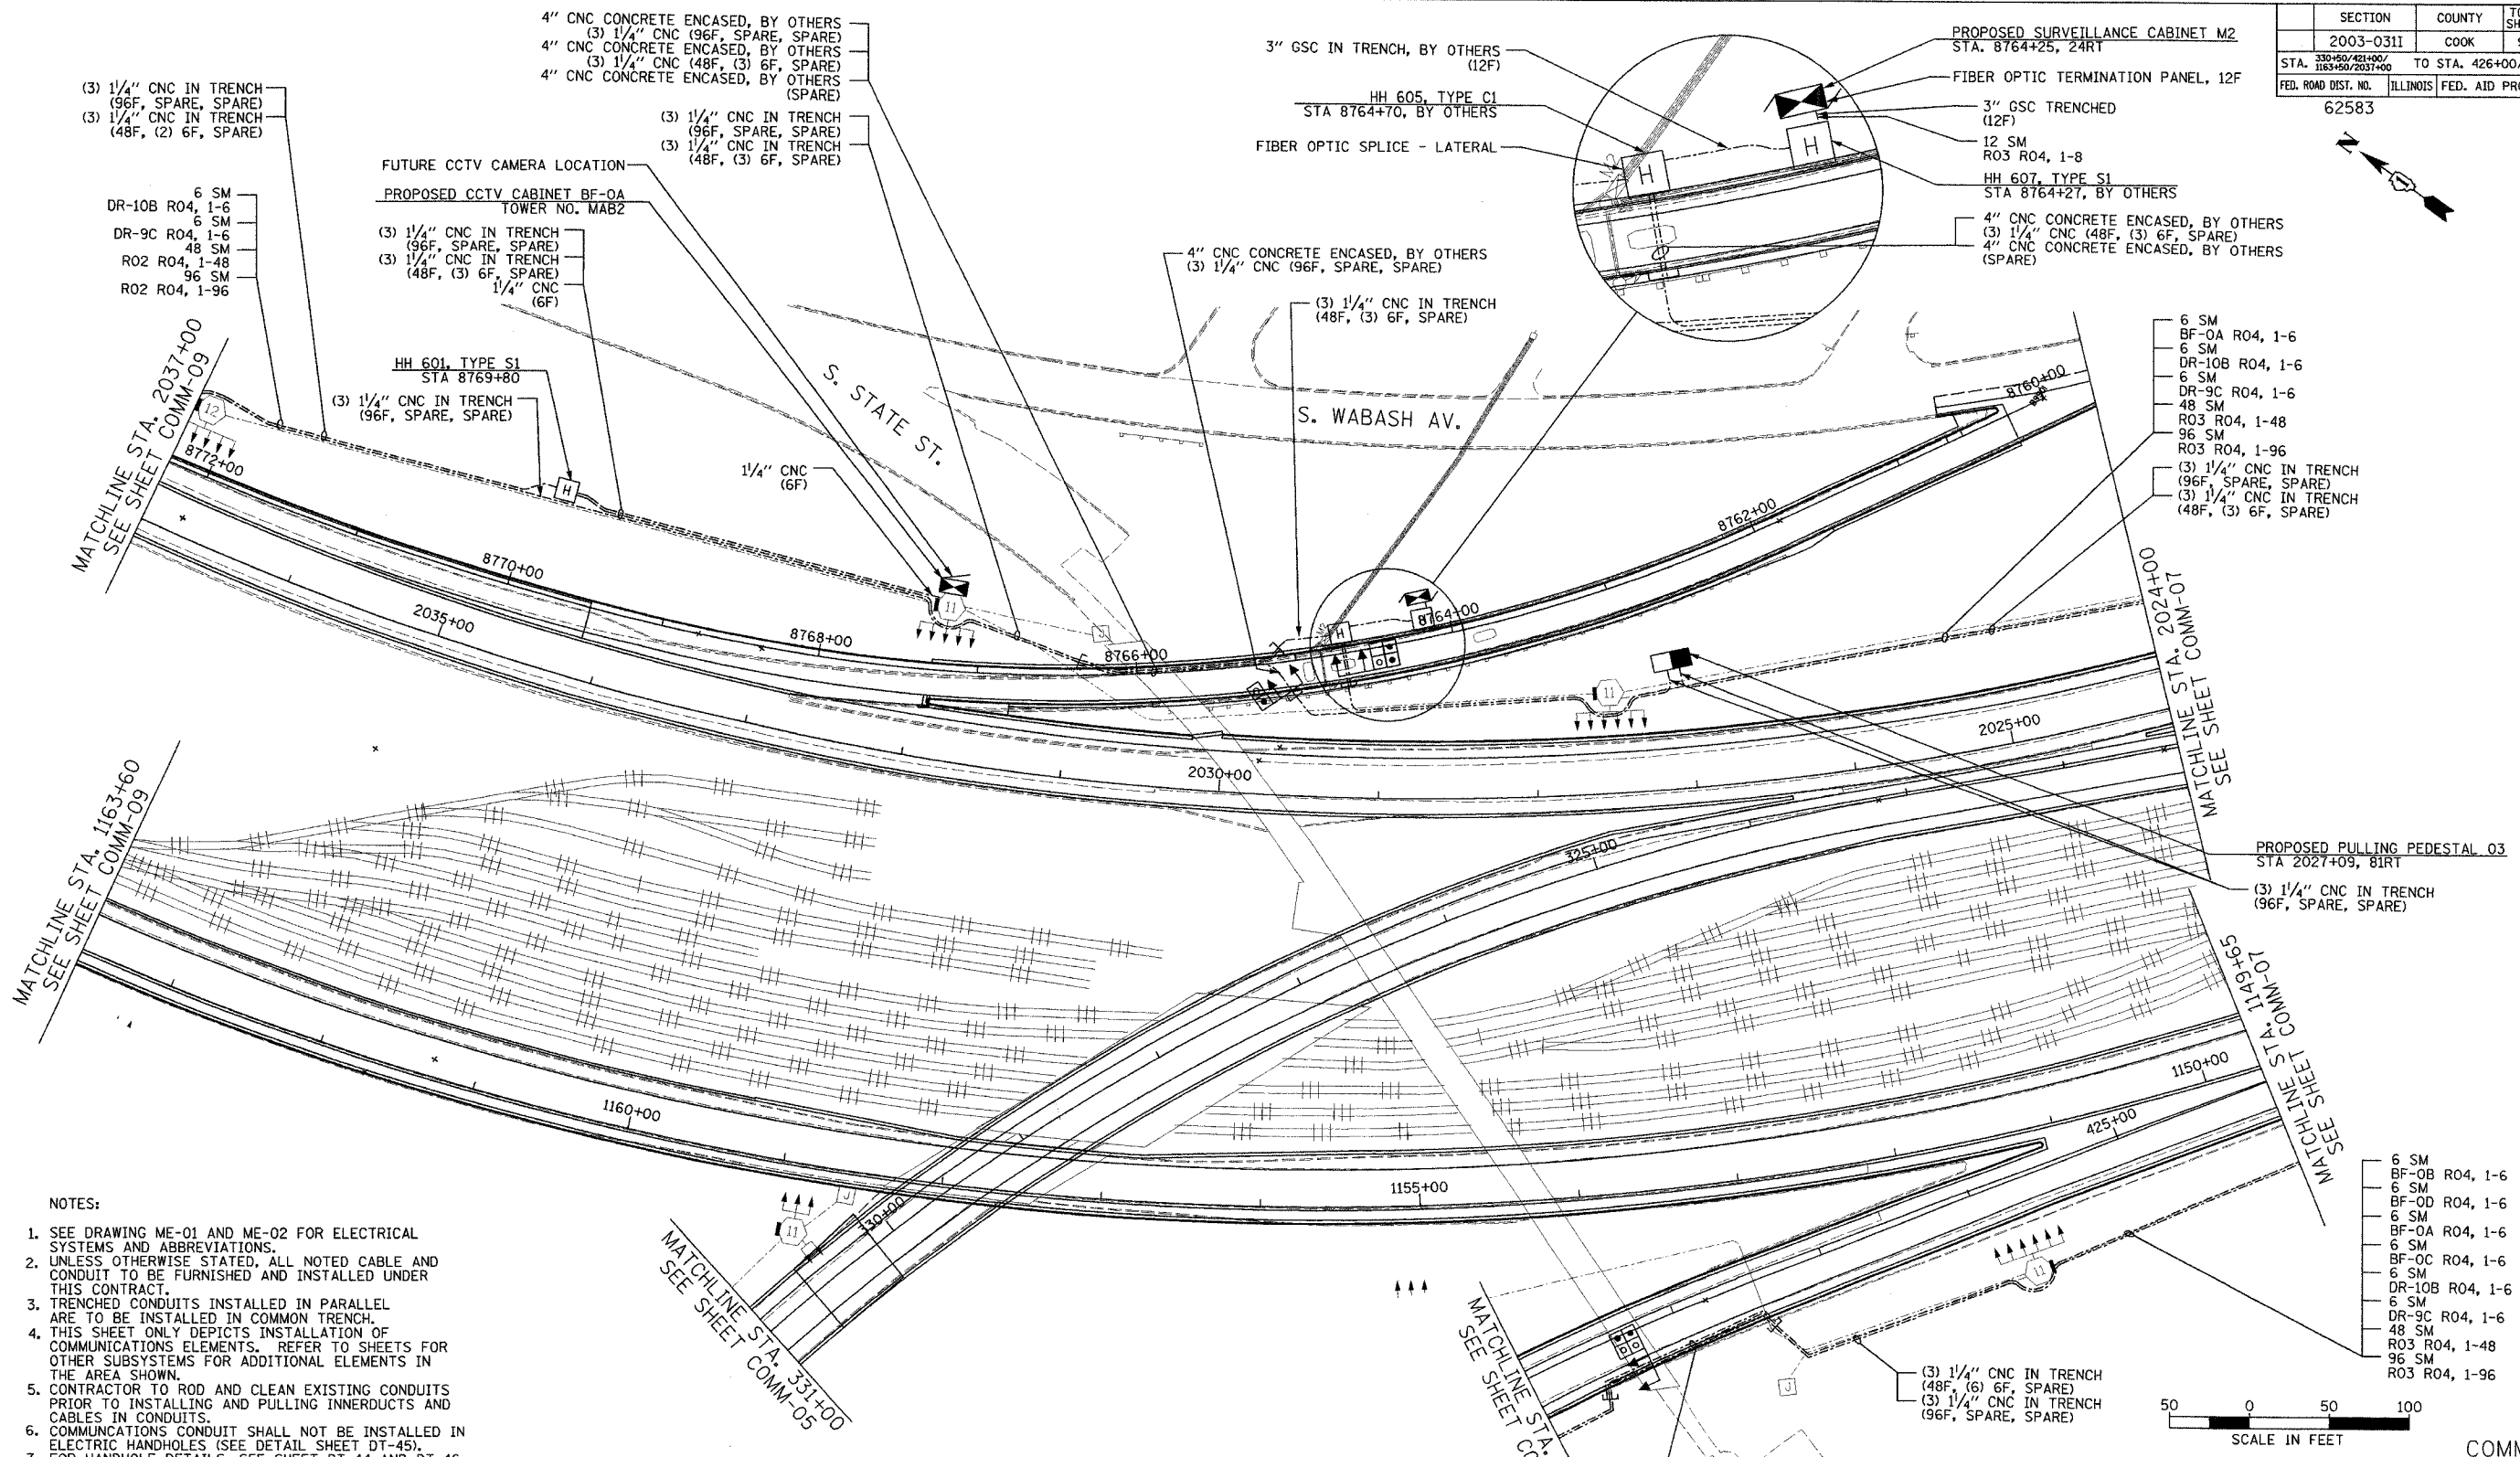 4" CNC CONCRETE ENCASED, BY OTHERS
(3) 1¼" CNC (96F, SPARE, SPARE)
4" CNC CONCRETE ENCASED, BY OTHERS
(3) 1¼" CNC (48F, (3) 6F, SPARE)
4" CNC CONCRETE ENCASED, BY OTHERS
(SPARE)
(3) 1¼" CNC IN TRENCH
(96F, SPARE, SPARE)
(3) 1¼" CNC IN TRENCH
(48F, (2) 6F, SPARE)
(3) 1¼" CNC IN TRENCH
(96F, SPARE, SPARE)
(3) 1¼" CNC IN TRENCH
(48F, (3) 6F, SPARE)
FUTURE CCTV CAMERA LOCATION
PROPOSED CCTV CABINET BF-0A
TOWER NO. MAB2
6 SM
DR-10B R04, 1-6
6 SM
DR-9C R04, 1-6
48 SM
R02 R04, 1-48
96 SM
R02 R04, 1-96
(3) 1¼" CNC IN TRENCH
(96F, SPARE, SPARE)
(3) 1¼" CNC IN TRENCH
(48F, (3) 6F, SPARE)
1¼" CNC
(6F)
HH 601, TYPE S1
STA 8769+80
(3) 1¼" CNC IN TRENCH
(96F, SPARE, SPARE)
1¼" CNC
(6F)
3" GSC IN TRENCH, BY OTHERS
(12F)
HH 605, TYPE C1
STA 8764+70, BY OTHERS
FIBER OPTIC SPLICE - LATERAL
4" CNC CONCRETE ENCASED, BY OTHERS
(3) 1¼" CNC (96F, SPARE, SPARE)
(3) 1¼" CNC IN TRENCH
(48F, (3) 6F, SPARE)
H
H
PROPOSED SURVEILLANCE CABINET M2
STA. 8764+25, 24RT
FIBER OPTIC TERMINATION PANEL, 12F
3" GSC TRENCHED
(12F)
12 SM
R03 R04, 1-8
HH 607, TYPE S1
STA 8764+27, BY OTHERS
4" CNC CONCRETE ENCASED, BY OTHERS
(3) 1¼" CNC (48F, (3) 6F, SPARE)
4" CNC CONCRETE ENCASED, BY OTHERS
(SPARE)
SECTION COUNTY
2003-031I COOK
STA. 330+50/421+00/ 1163+50/2037+00 TO STA. 426+00/
FED. ROAD DIST. NO. ILLINOIS FED. AID
62583
N
6 SM
BF-0A R04, 1-6
6 SM
DR-10B R04, 1-6
6 SM
DR-9C R04, 1-6
48 SM
R03 R04, 1-48
96 SM
R03 R04, 1-96
(3) 1¼" CNC IN TRENCH
(96F, SPARE, SPARE)
(3) 1¼" CNC IN TRENCH
(48F, (3) 6F, SPARE)
MATCHLINE STA. 2037+00
SEE SHEET COMM-09
S. STATE ST.
S. WABASH AV.
12
H
11
J
H
11
8772+00
8770+00
8768+00
8766+00
8764+00
8762+00
8760+00
2035+00
2030+00
2025+00
MATCHLINE STA. 2024+00
SEE SHEET COMM-07
325+00
PROPOSED PULLING PEDESTAL 03
STA 2027+09, 81RT
(3) 1¼" CNC IN TRENCH
(96F, SPARE, SPARE)
MATCHLINE STA. 1163+60
SEE SHEET COMM-09
MATCHLINE STA. 1149+65
SEE SHEET COMM-07
1160+00
1155+00
1150+00
425+00
330+00
J
11
11
J
MATCHLINE STA. 331+00
SEE SHEET COMM-05
MATCHLINE STA.
SEE SHEET
6 SM
BF-0B R04, 1-6
6 SM
BF-0D R04, 1-6
6 SM
BF-0A R04, 1-6
6 SM
BF-0C R04, 1-6
6 SM
DR-10B R04, 1-6
6 SM
DR-9C R04, 1-6
48 SM
R03 R04, 1-48
96 SM
R03 R04, 1-96
(3) 1¼" CNC IN TRENCH
(48F, (6) 6F, SPARE)
(3) 1¼" CNC IN TRENCH
(96F, SPARE, SPARE)
50 0 50 100
SCALE IN FEET
NOTES:
1. SEE DRAWING ME-01 AND ME-02 FOR ELECTRICAL
SYSTEMS AND ABBREVIATIONS.
2. UNLESS OTHERWISE STATED, ALL NOTED CABLE AND
CONDUIT TO BE FURNISHED AND INSTALLED UNDER
THIS CONTRACT.
3. TRENCHED CONDUITS INSTALLED IN PARALLEL
ARE TO BE INSTALLED IN COMMON TRENCH.
4. THIS SHEET ONLY DEPICTS INSTALLATION OF
COMMUNICATIONS ELEMENTS. REFER TO SHEETS FOR
OTHER SUBSYSTEMS FOR ADDITIONAL ELEMENTS IN
THE AREA SHOWN.
5. CONTRACTOR TO ROD AND CLEAN EXISTING CONDUITS
PRIOR TO INSTALLING AND PULLING INNERDUCTS AND
CABLES IN CONDUITS.
6. COMMUNCATIONS CONDUIT SHALL NOT BE INSTALLED IN
ELECTRIC HANDHOLES (SEE DETAIL SHEET DT-45).